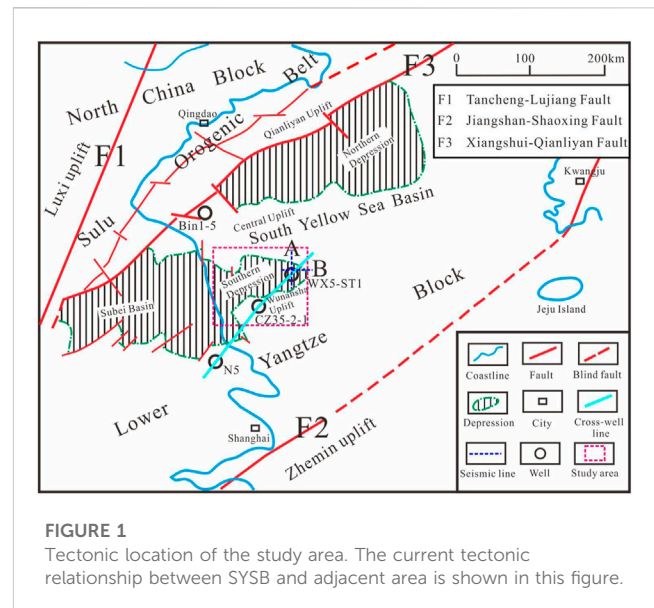 North China Block
Belt
F3
0 100 200km
F1 Tancheng-Lujiang Fault
F2 Jiangshan-Shaoxing Fault
F3 Xiangshui-Qianliyan Fault
Qingdao
Orogenic
Qianliyan Uplift
Northern
Depression
F1
Luxi uplift
Sulu
Kwangju
Bin1-5
Central Uplift
South Yellow Sea Basin
A
B
WX5-ST1
Southern
Depression
Wunansha
Uplift
CZ35-2-1
Subei Basin
Block
Jeju Island
N5
Yangtze
Lower
Shanghai
F2
Zhemin uplift
Coastline
Fault
Blind fault
Depression
City
Cross-well
line
Seismic line
Well
Study area
FIGURE 1
Tectonic location of the study area. The current tectonic
relationship between SYSB and adjacent area is shown in this figure.